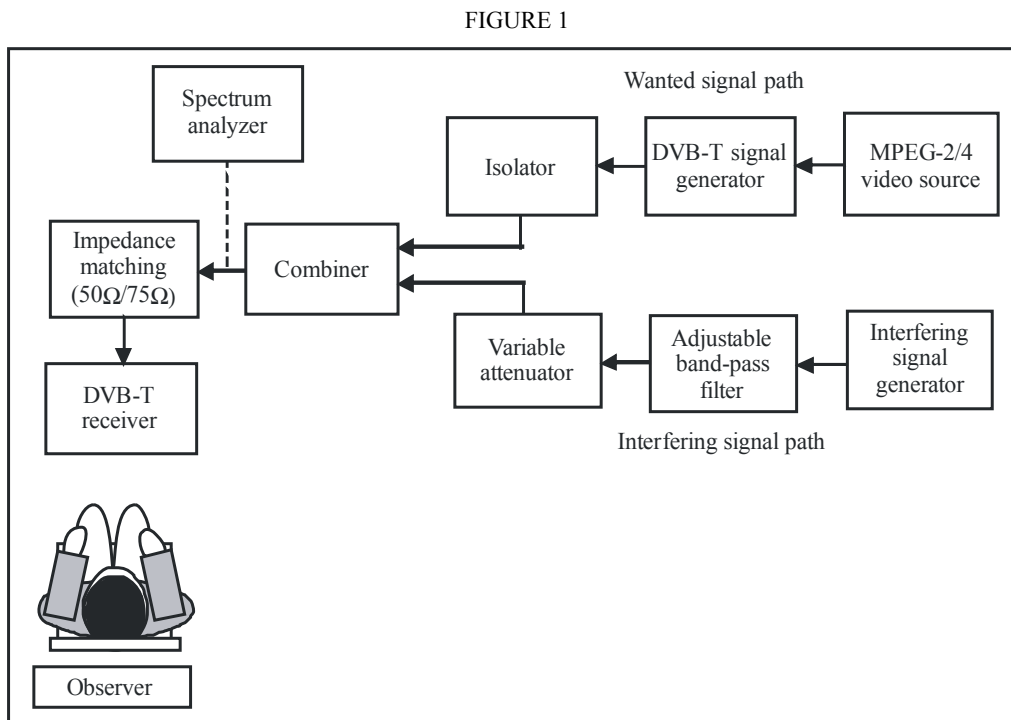 FIGURE 1
Wanted signal path
Spectrum
analyzer
Isolator
DVB-T signal
generator
MPEG-2/4
video source
Impedance
matching
(50Ω/75Ω)
Combiner
Variable
attenuator
Adjustable
band-pass
filter
Interfering
signal
generator
DVB-T
receiver
Interfering signal path
Observer